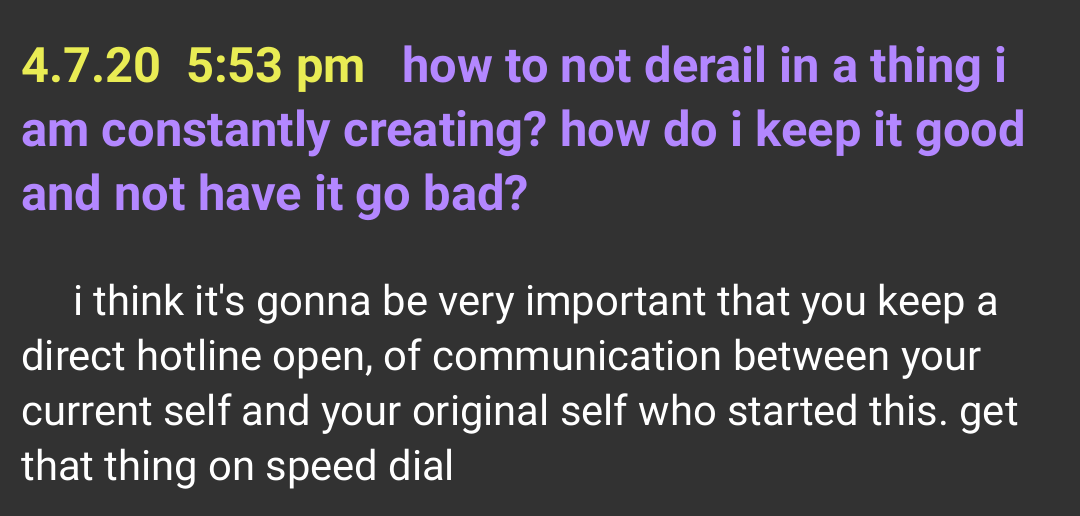 4.7.20 5:53 pm how to not derail in a thing i
am constantly creating? how do i keep it good
and not have it go bad?
i think it's gonna be very important that you keep a
direct hotline open, of communication between your
current self and your original self who started this. get
that thing on speed dial